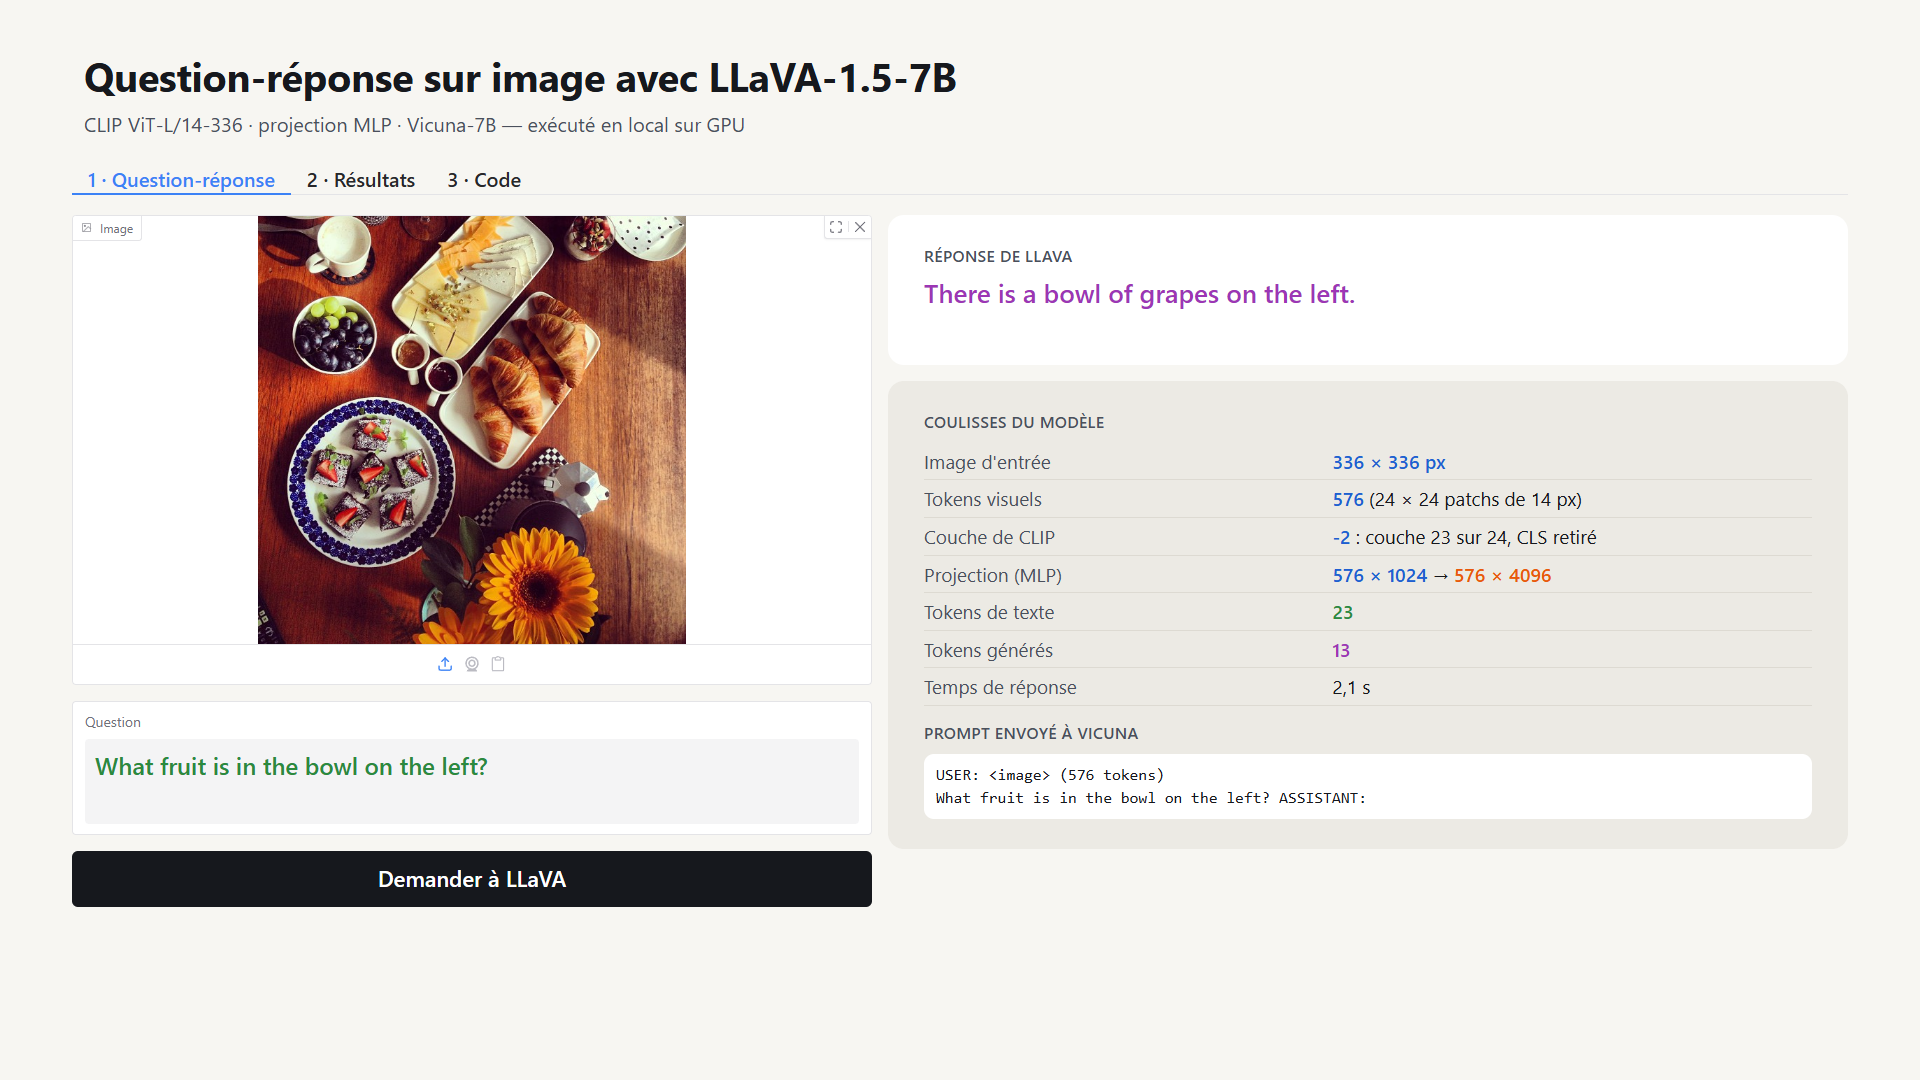 Question-réponse sur image avec LLaVA-1.5-7B
CLIP ViT-L/14-336 · projection MLP · Vicuna-7B — exécuté en local sur GPU
1 · Question-réponse
2 · Résultats
3 · Code
Image
Question
What fruit is in the bowl on the left?
Demander à LLaVA
RÉPONSE DE LLAVA
There is a bowl of grapes on the left.
COULISSES DU MODÈLE
Image d'entrée 336 × 336 px
Tokens visuels 576 (24 × 24 patchs de 14 px)
Couche de CLIP -2 : couche 23 sur 24, CLS retiré
Projection (MLP) 576 × 1024 → 576 × 4096
Tokens de texte 23
Tokens générés 13
Temps de réponse 2,1 s
PROMPT ENVOYÉ À VICUNA
USER: <image> (576 tokens)
What fruit is in the bowl on the left? ASSISTANT: